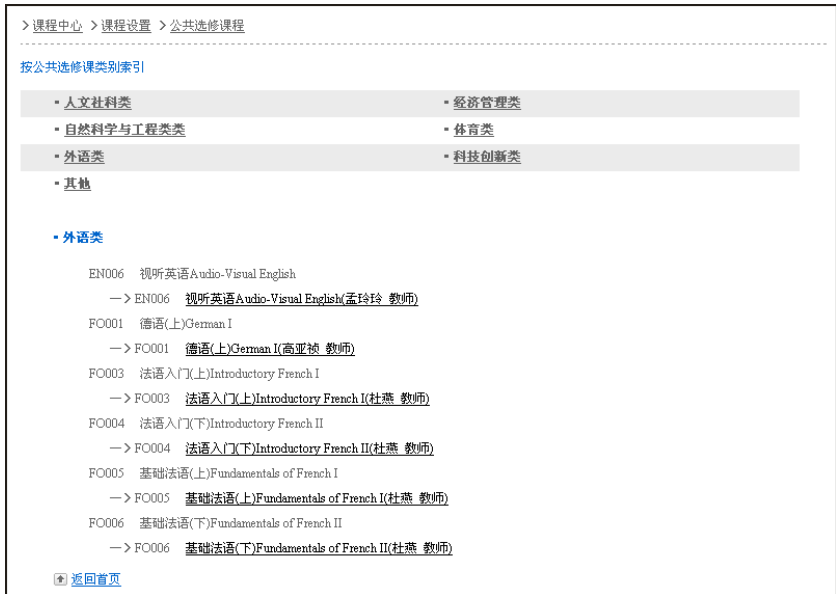 >课程中心 >课程设置 >公共选修课程
按公共选修课类别索引
▪ 人文社科类 ▪ 经济管理类
▪ 自然科学与工程类类 ▪ 体育类
▪ 外语类 ▪ 科技创新类
▪ 其他
▪ 外语类
EN006 视听英语Audio-Visual English
—> EN006 视听英语Audio-Visual English(孟玲玲 教师)
FO001 德语(上)German I
—> FO001 德语(上)German I(高亚祯 教师)
FO003 法语入门(上)Introductory French I
—> FO003 法语入门(上)Introductory French I(杜燕 教师)
FO004 法语入门(下)Introductory French II
—> FO004 法语入门(下)Introductory French II(杜燕 教师)
FO005 基础法语(上)Fundamentals of French I
—> FO005 基础法语(上)Fundamentals of French I(杜燕 教师)
FO006 基础法语(下)Fundamentals of French II
—> FO006 基础法语(下)Fundamentals of French II(杜燕 教师)
返回首页